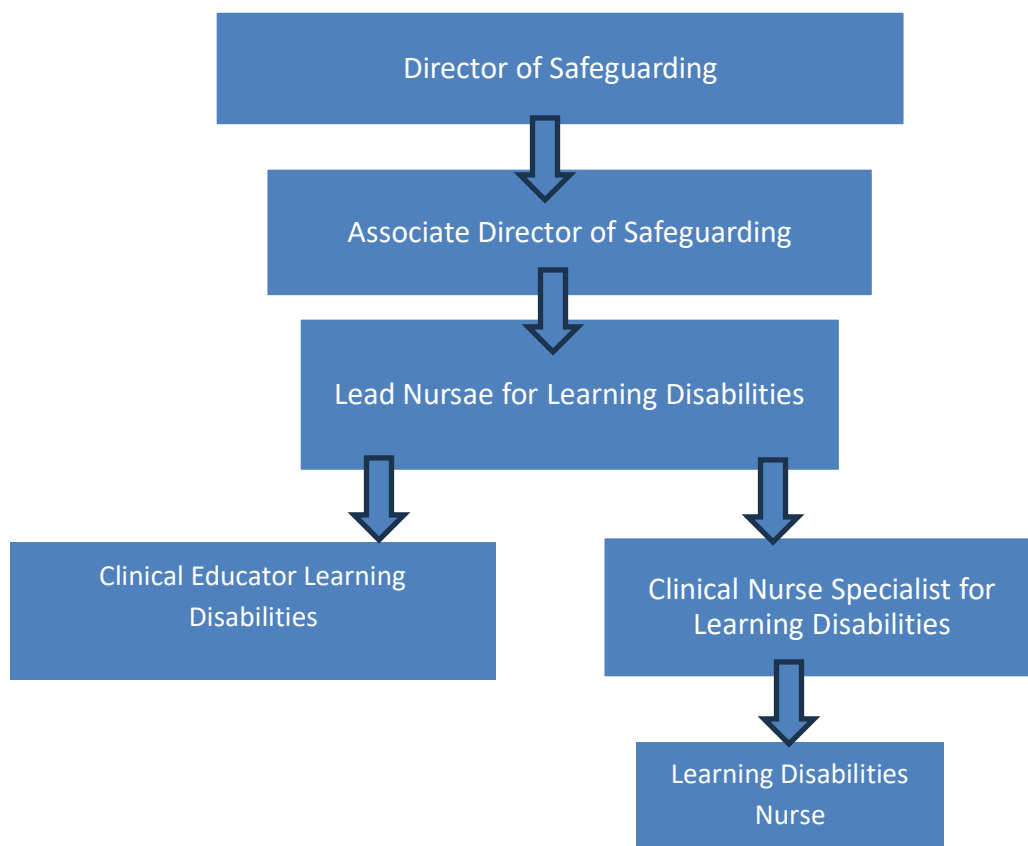 Director of Safeguarding
Associate Director of Safeguarding
Lead Nursae for Learning Disabilities
Clinical Educator Learning
Disabilities
Clinical Nurse Specialist for
Learning Disabilities
Learning Disabilities
Nurse